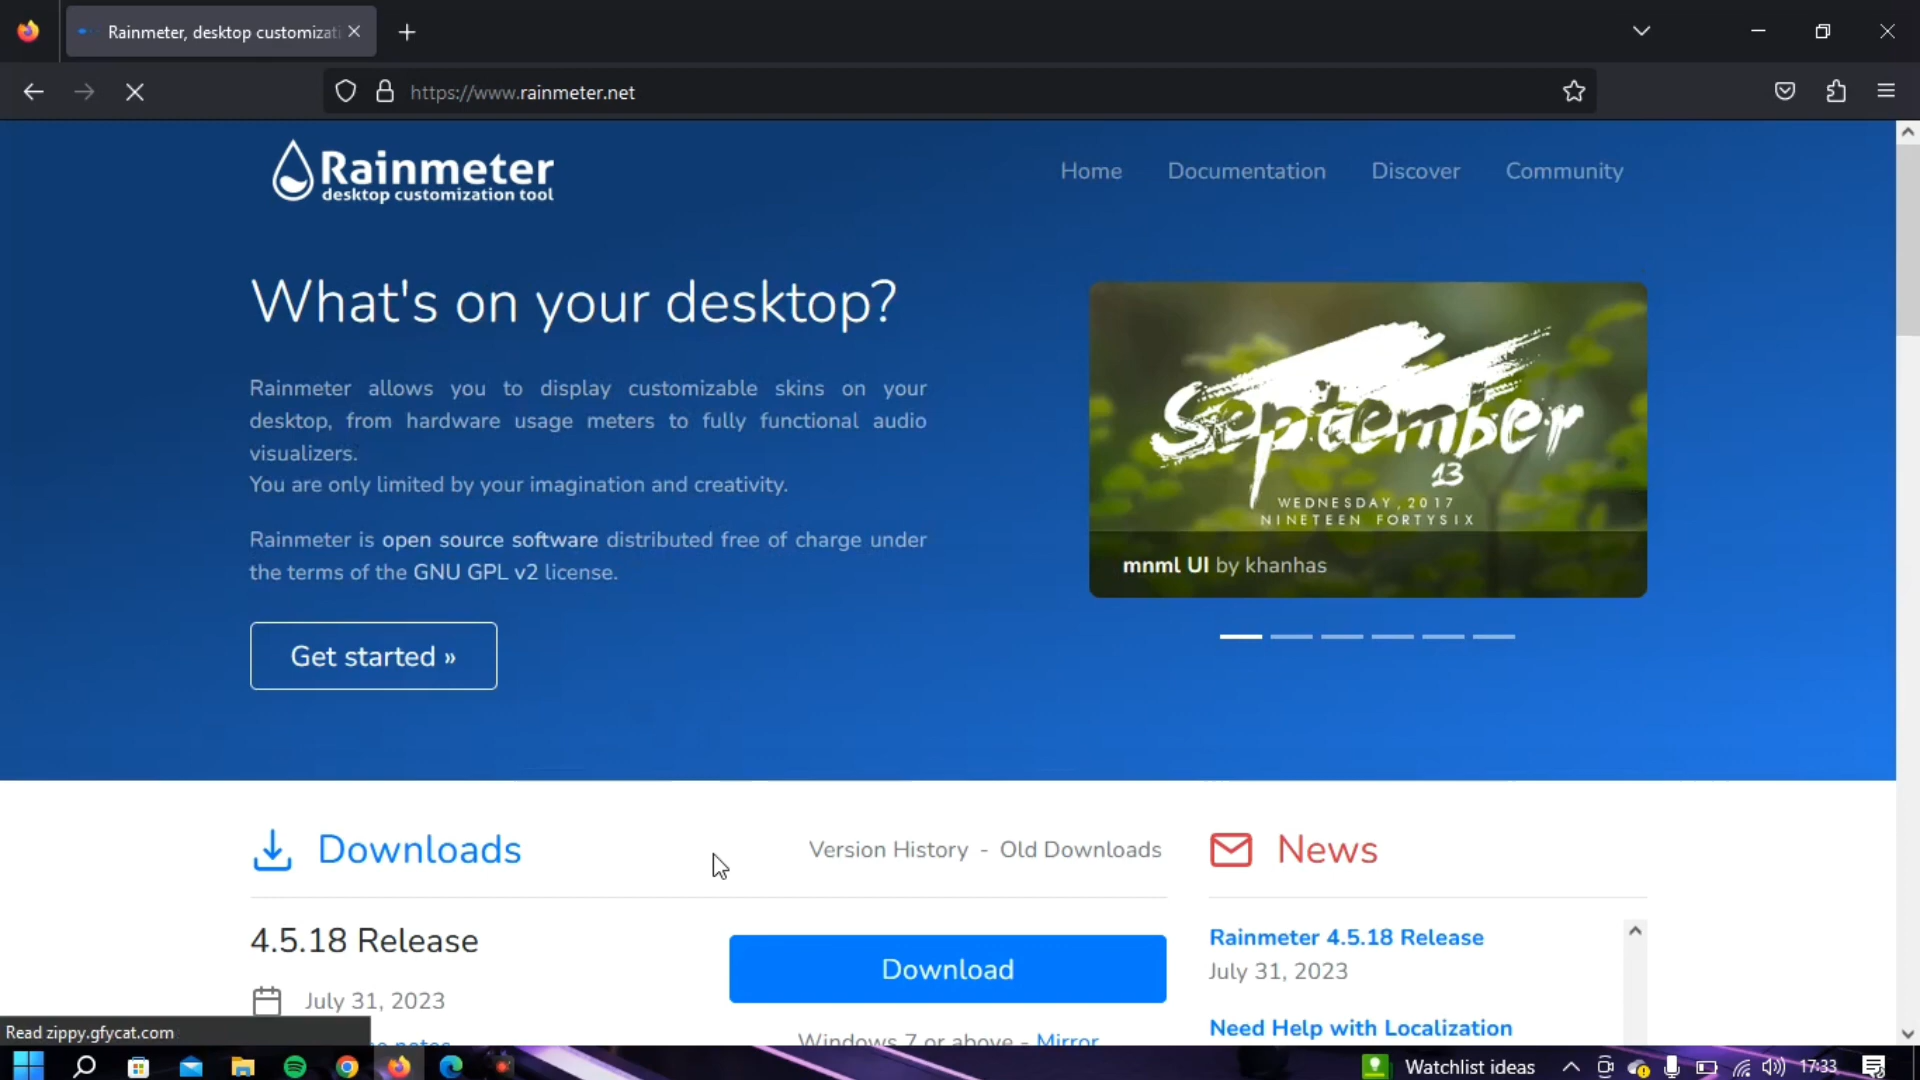 Rainmeter, desktop customizati
https://www.rainmeter.net
Rainmeter
desktop customization tool
Home
Documentation
Discover
Community
What's on your desktop?
Rainmeter allows you to display customizable skins on your
desktop, from hardware usage meters to fully functional audio
visualizers.
You are only limited by your imagination and creativity.
Rainmeter is open source software distributed free of charge under
the terms of the GNU GPL v2 license.
Get started »
September
13
WEDNESDAY, 2017
NINETEEN FORTYSIX
mnml UI by khanhas
Downloads
Version History - Old Downloads
News
4.5.18 Release
July 31, 2023
Download
Windows 7 or above - Mirror
Rainmeter 4.5.18 Release
July 31, 2023
Need Help with Localization
Read zippy.gfycat.com
Watchlist ideas
17:33